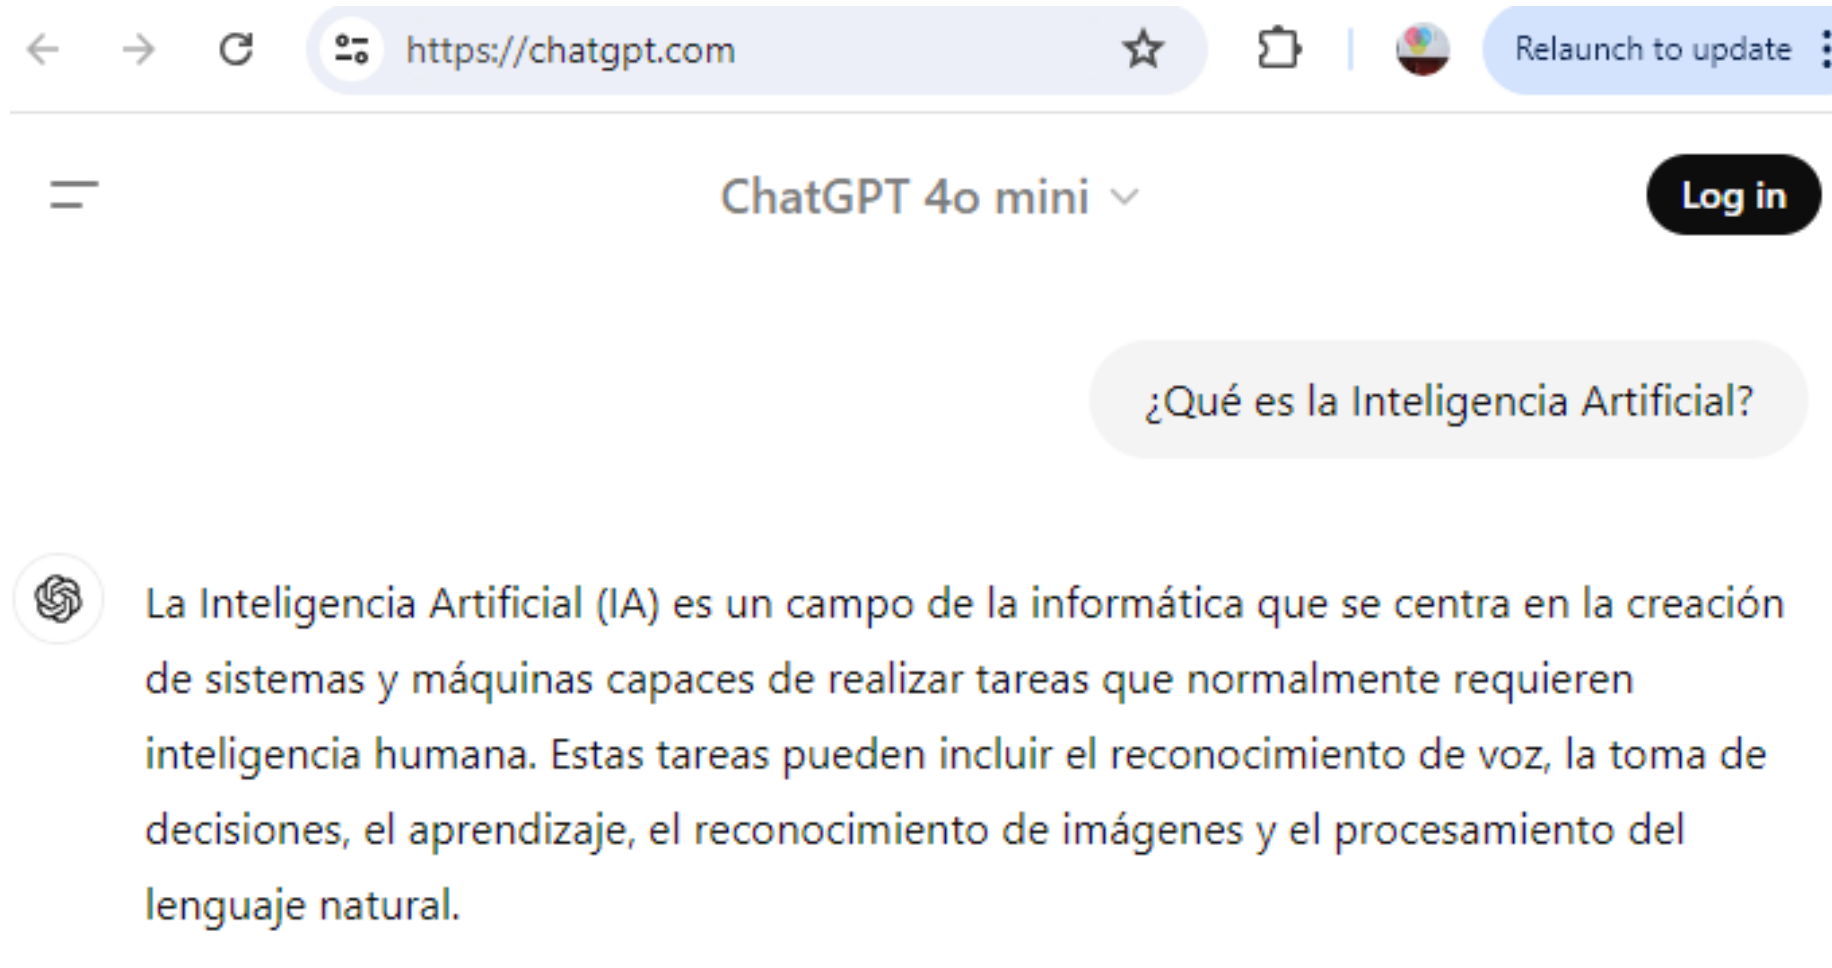 https://chatgpt.com
Relaunch to update
ChatGPT 4o mini
Log in
¿Qué es la Inteligencia Artificial?
La Inteligencia Artificial (IA) es un campo de la informática que se centra en la creación
de sistemas y máquinas capaces de realizar tareas que normalmente requieren
inteligencia humana. Estas tareas pueden incluir el reconocimiento de voz, la toma de
decisiones, el aprendizaje, el reconocimiento de imágenes y el procesamiento del
lenguaje natural.